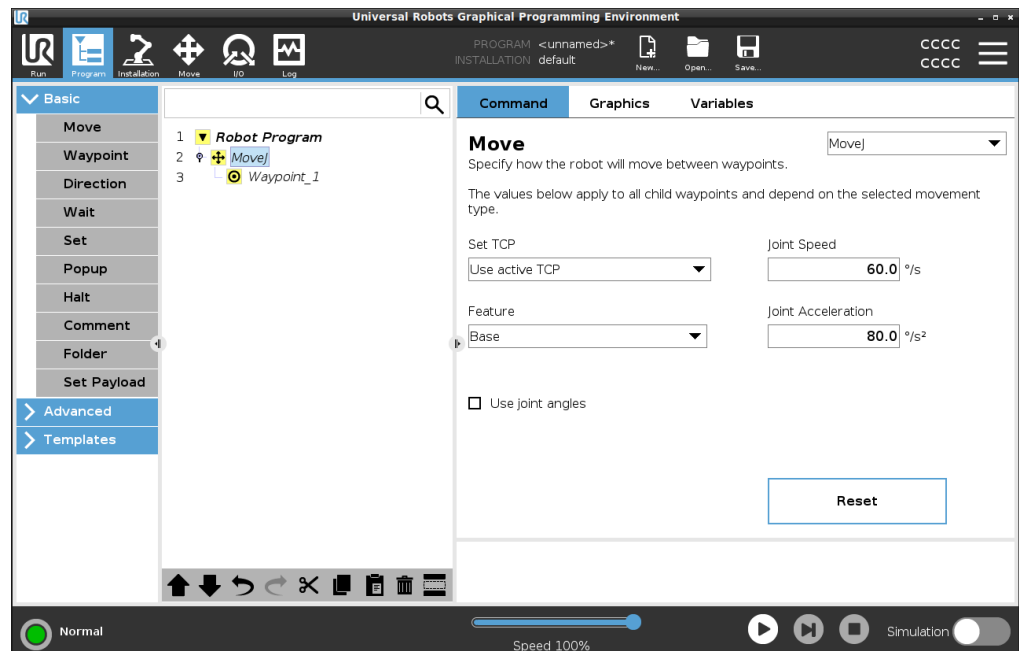 UR
Universal Robots Graphical Programming Environment
UR
Run
Program
Installation
Move
I/O
Log
PROGRAM <unnamed>*
INSTALLATION default
New...
Open...
Save...
CCCC
CCCC
Basic
Move
Waypoint
Direction
Wait
Set
Popup
Halt
Comment
Folder
Set Payload
Advanced
Templates
1 Robot Program
2 MoveJ
3 Waypoint_1
Command Graphics Variables
Move
MoveJ
Specify how the robot will move between waypoints.
The values below apply to all child waypoints and depend on the selected movement
type.
Set TCP
Joint Speed
Use active TCP
60.0 °/s
Feature
Joint Acceleration
Base
80.0 °/s²
Use joint angles
Reset
Normal
Speed 100%
Simulation